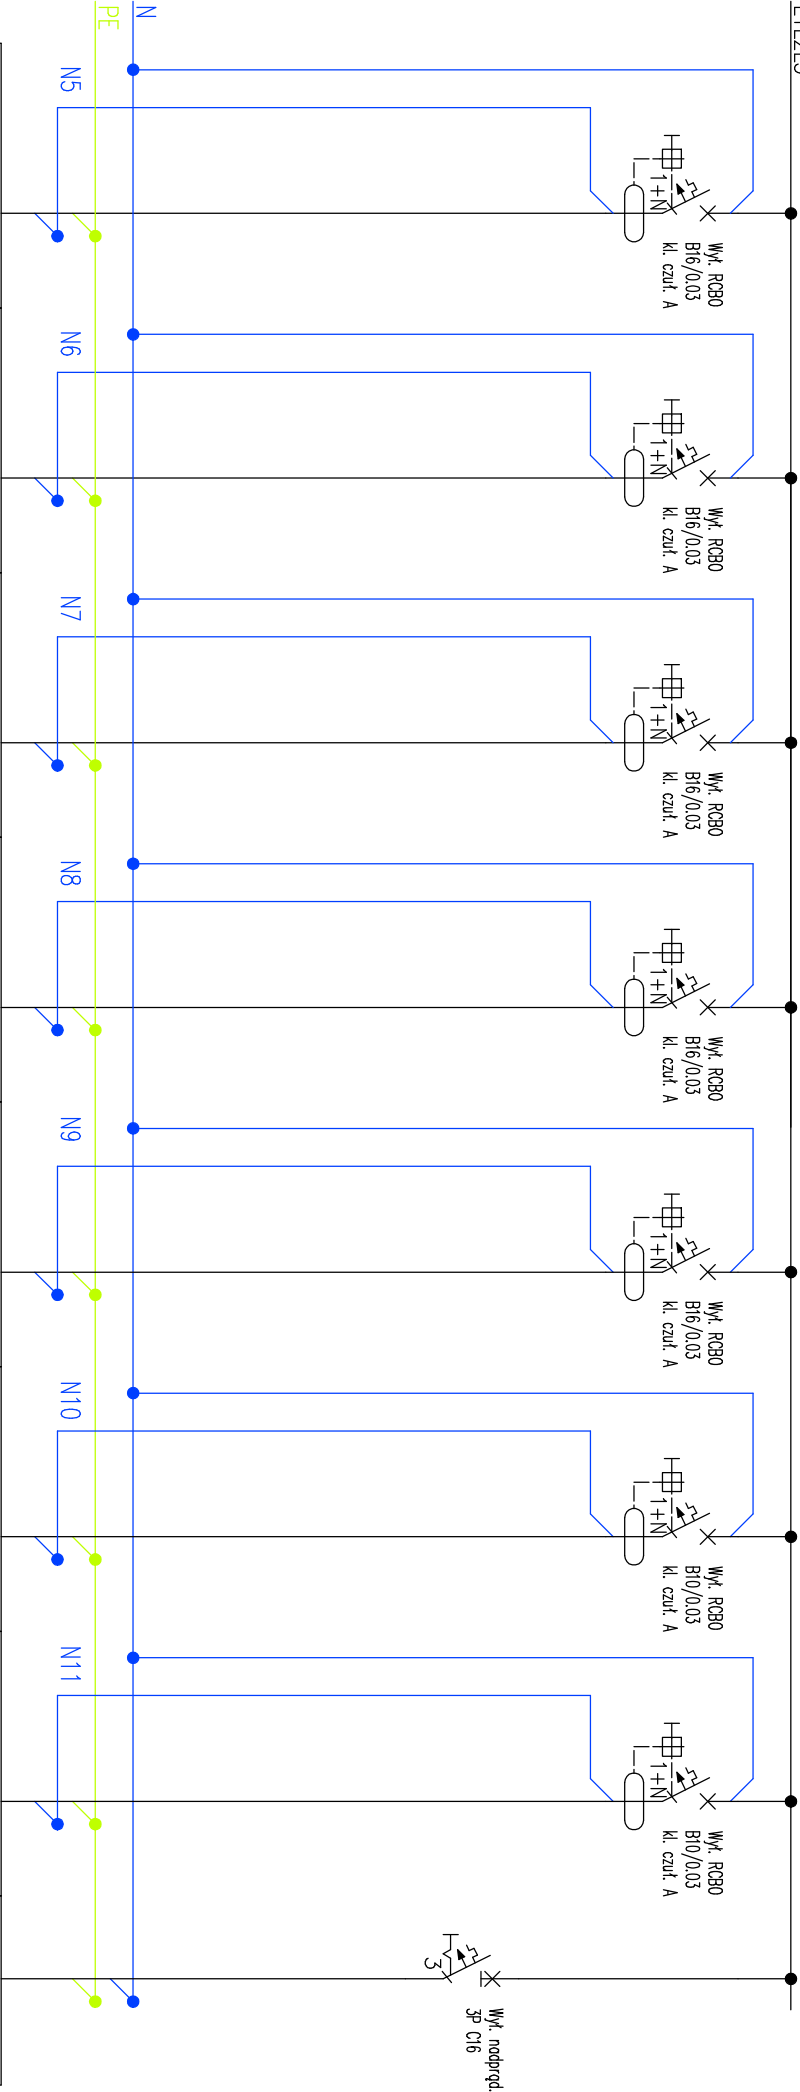 N
PE
N5
1+N
Wył. RCBO
B16/0.03
kl. czuł. A
N6
1+N
Wył. RCBO
B16/0.03
kl. czuł. A
N7
1+N
Wył. RCBO
B16/0.03
kl. czuł. A
N8
1+N
Wył. RCBO
B16/0.03
kl. czuł. A
N9
1+N
Wył. RCBO
B16/0.03
kl. czuł. A
N10
1+N
Wył. RCBO
B10/0.03
kl. czuł. A
N11
1+N
Wył. RCBO
B10/0.03
kl. czuł. A
3
Wył. nadprąd.
3P C16